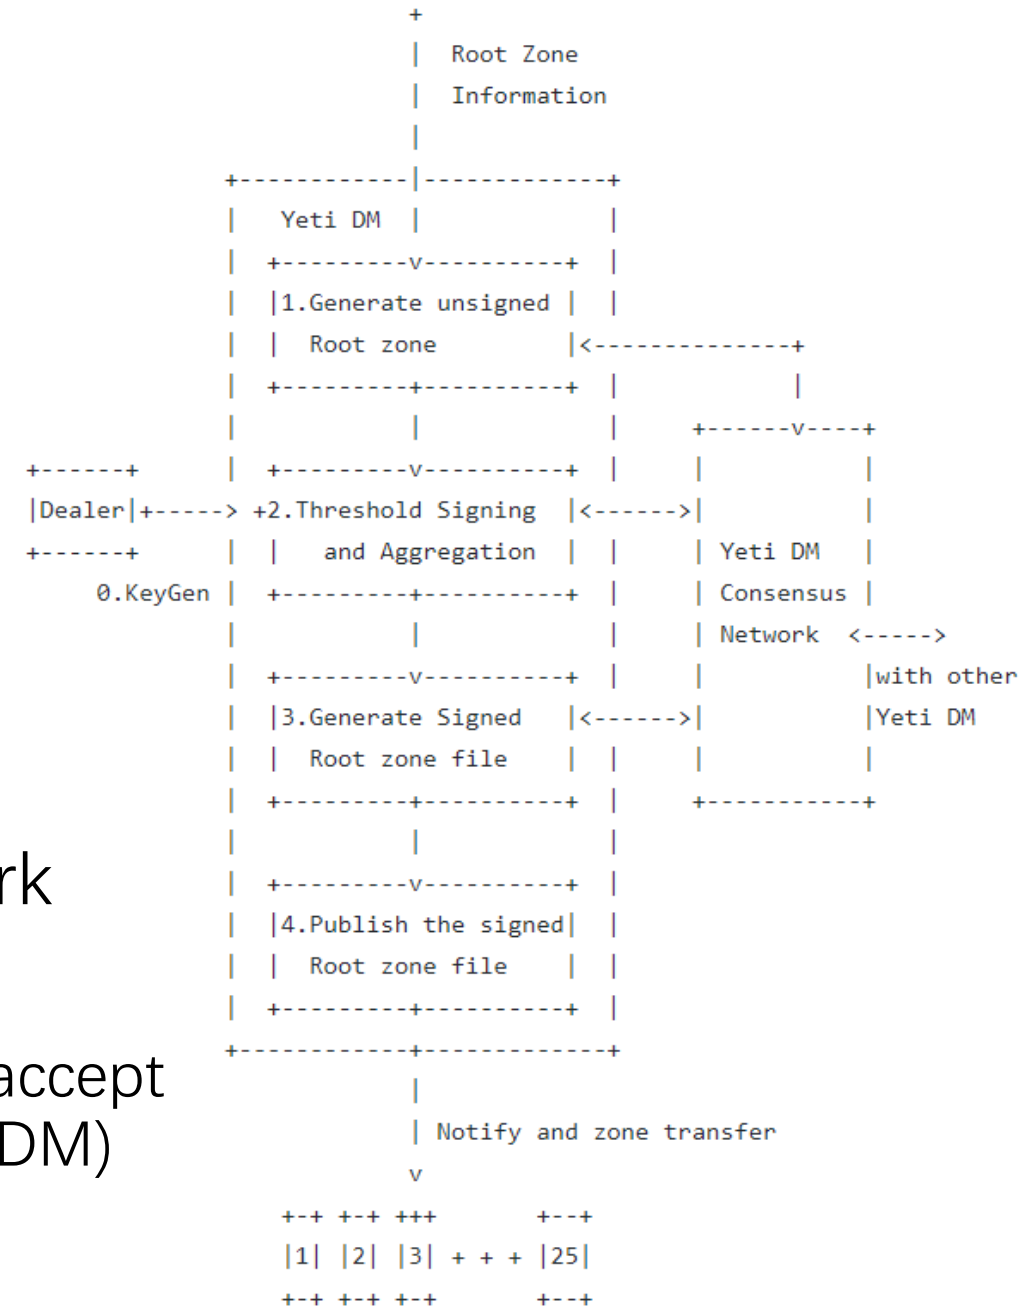 +
|  Root Zone
|  Information
|
+------------|-------------+
|   Yeti DM  |             |
|  +---------v----------+  |
|  |1.Generate unsigned |  |
|  |  Root zone         |<--------------+
|  +---------+----------+  |            |
|            |             |     +------v----+
+------+      |  +---------v----------+  |     |           |
|Dealer|+-----> +2.Threshold Signing  |<------>|           |
+------+      |  |   and Aggregation  |  |     | Yeti DM   |
0.KeyGen |  +---------+----------+  |     | Consensus |
|            |             |     | Network  <----->
|  +---------v----------+  |     |           |with other
|  |3.Generate Signed   |<------>|           |Yeti DM
|  |  Root zone file    |  |     |           |
|  +---------+----------+  |     +-----------+
|            |             |
rk
|  +---------v----------+  |
|  |4.Publish the signed|  |
|  |  Root zone file    |  |
|  +---------+----------+  |
+------------+-------------+
accept
|
DM)
| Notify and zone transfer
v
+-+ +-+ +++       +--+
|1| |2| |3| + + + |25|
+-+ +-+ +-+       +--+